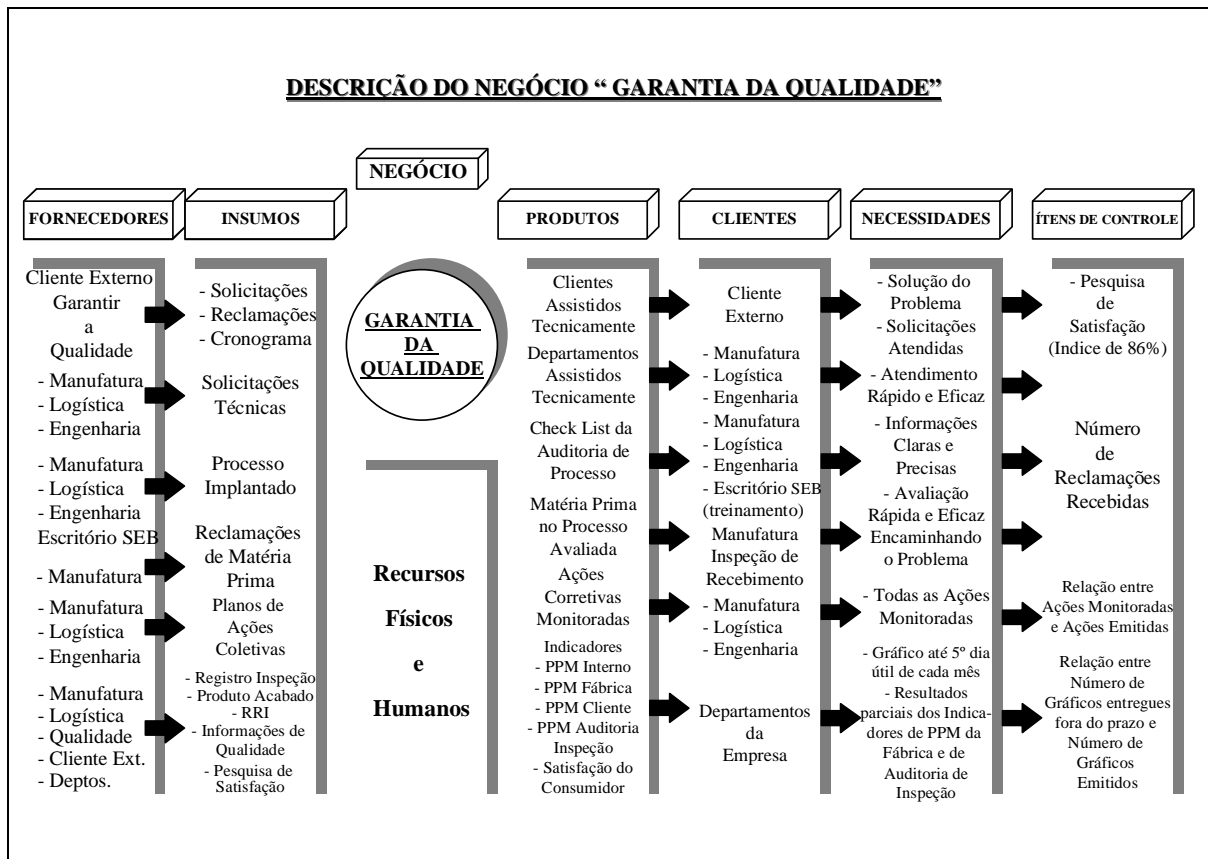 DESCRIÇÃO DO NEGÓCIO “ GARANTIA DA QUALIDADE”
NEGÓCIO
FORNECEDORES
INSUMOS
PRODUTOS
CLIENTES
NECESSIDADES
ÍTENS DE CONTROLE
Cliente Externo
Garantir
a
Qualidade
- Manufatura
- Logística
- Engenharia
- Manufatura
- Logística
- Engenharia
Escritório SEB
- Manufatura
- Manufatura
- Logística
- Engenharia
- Manufatura
- Logística
- Qualidade
- Cliente Ext.
- Deptos.
- Solicitações
- Reclamações
- Cronograma
Solicitações
Técnicas
Processo
Implantado
Reclamações
de Matéria
Prima
Planos de
Ações
Coletivas
- Registro Inspeção
- Produto Acabado
- RRI
- Informações de
Qualidade
- Pesquisa de
Satisfação
GARANTIA
DA
QUALIDADE
Recursos
Físicos
e
Humanos
Clientes
Assistidos
Tecnicamente
Departamentos
Assistidos
Tecnicamente
Check List da
Auditoria de
Processo
Matéria Prima
no Processo
Avaliada
Ações
Corretivas
Monitoradas
Indicadores
- PPM Interno
- PPM Fábrica
- PPM Cliente
- PPM Auditoria
Inspeção
- Satisfação do
Consumidor
Cliente
Externo
- Manufatura
- Logística
- Engenharia
- Manufatura
- Logística
- Engenharia
- Escritório SEB
(treinamento)
Manufatura
Inspeção de
Recebimento
- Manufatura
- Logística
- Engenharia
Departamentos
da
Empresa
- Solução do
Problema
- Solicitações
Atendidas
- Atendimento
Rápido e Eficaz
- Informações
Claras e
Precisas
- Avaliação
Rápida e Eficaz
Encaminhando
o Problema
- Todas as Ações
Monitoradas
- Gráfico até 5º dia
útil de cada mês
- Resultados
parciais dos Indica-
dores de PPM da
Fábrica e de
Auditoria de
Inspeção
- Pesquisa
de
Satisfação
(Indice de 86%)
Número
de
Reclamações
Recebidas
Relação entre
Ações Monitoradas
e Ações Emitidas
Relação entre
Número de
Gráficos entregues
fora do prazo e
Número de
Gráficos
Emitidos